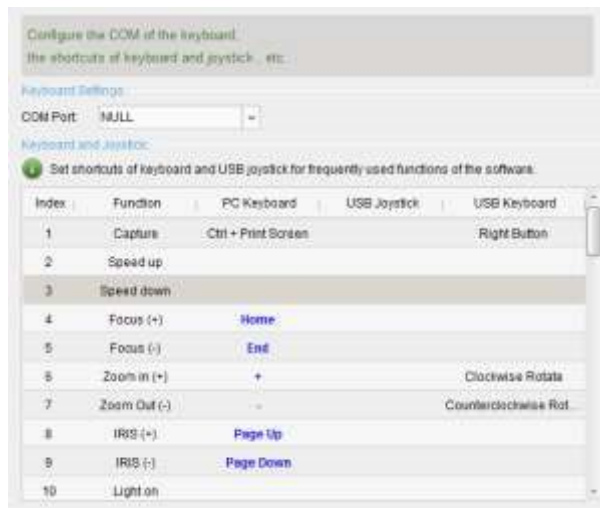 Configure the COM of the keyboard,
the shortcuts of keyboard and joystick , etc.
Keyboard Settings
COM Port: NULL
Keyboard and Joystick
Set shortcuts of keyboard and USB joystick for frequently used functions of the software.
Index Function PC Keyboard USB Joystick USB Keyboard
1 Capture Ctrl + Print Screen Right Button
2 Speed up
3 Speed down
4 Focus (+) Home
5 Focus (-) End
6 Zoom in (+) + Clockwise Rotate
7 Zoom Out (-) - Counterclockwise Rot...
8 IRIS (+) Page Up
9 IRIS (-) Page Down
10 Light on